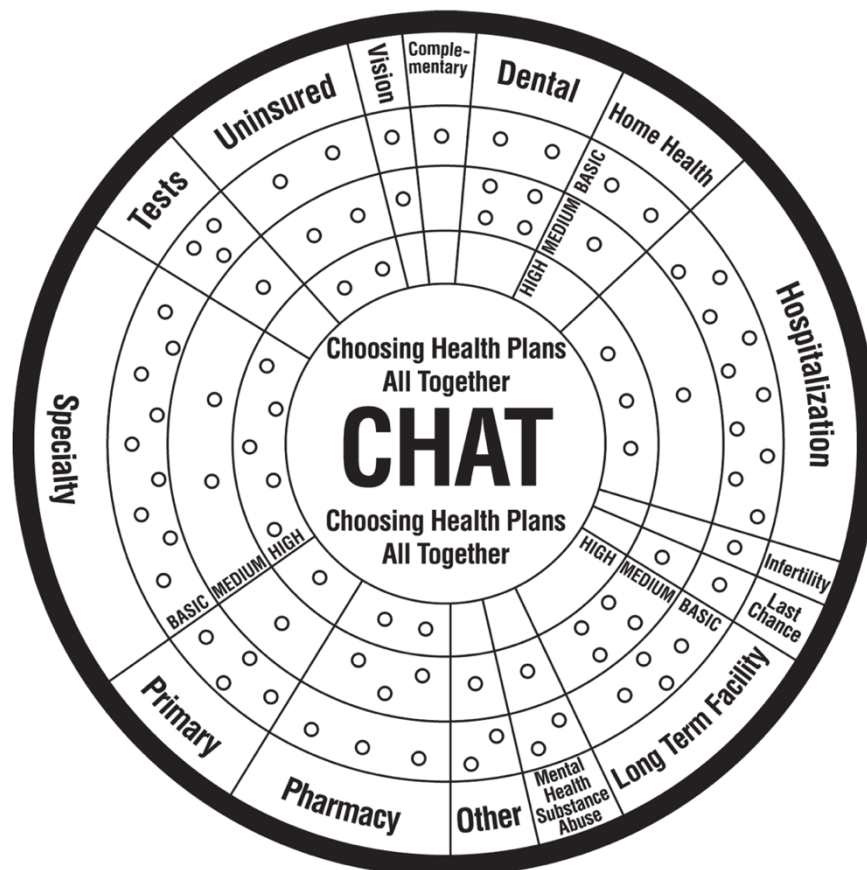 Vision
Comple-
mentary
Dental
Home Health
Hospitalization
Infertility
Last
Chance
Long Term Facility
Mental
Health
Substance
Abuse
Other
Pharmacy
Primary
Specialty
Tests
Uninsured
BASIC
MEDIUM
HIGH
Choosing Health Plans
All Together
CHAT
Choosing Health Plans
All Together
HIGH
MEDIUM
BASIC
BASIC
MEDIUM
HIGH